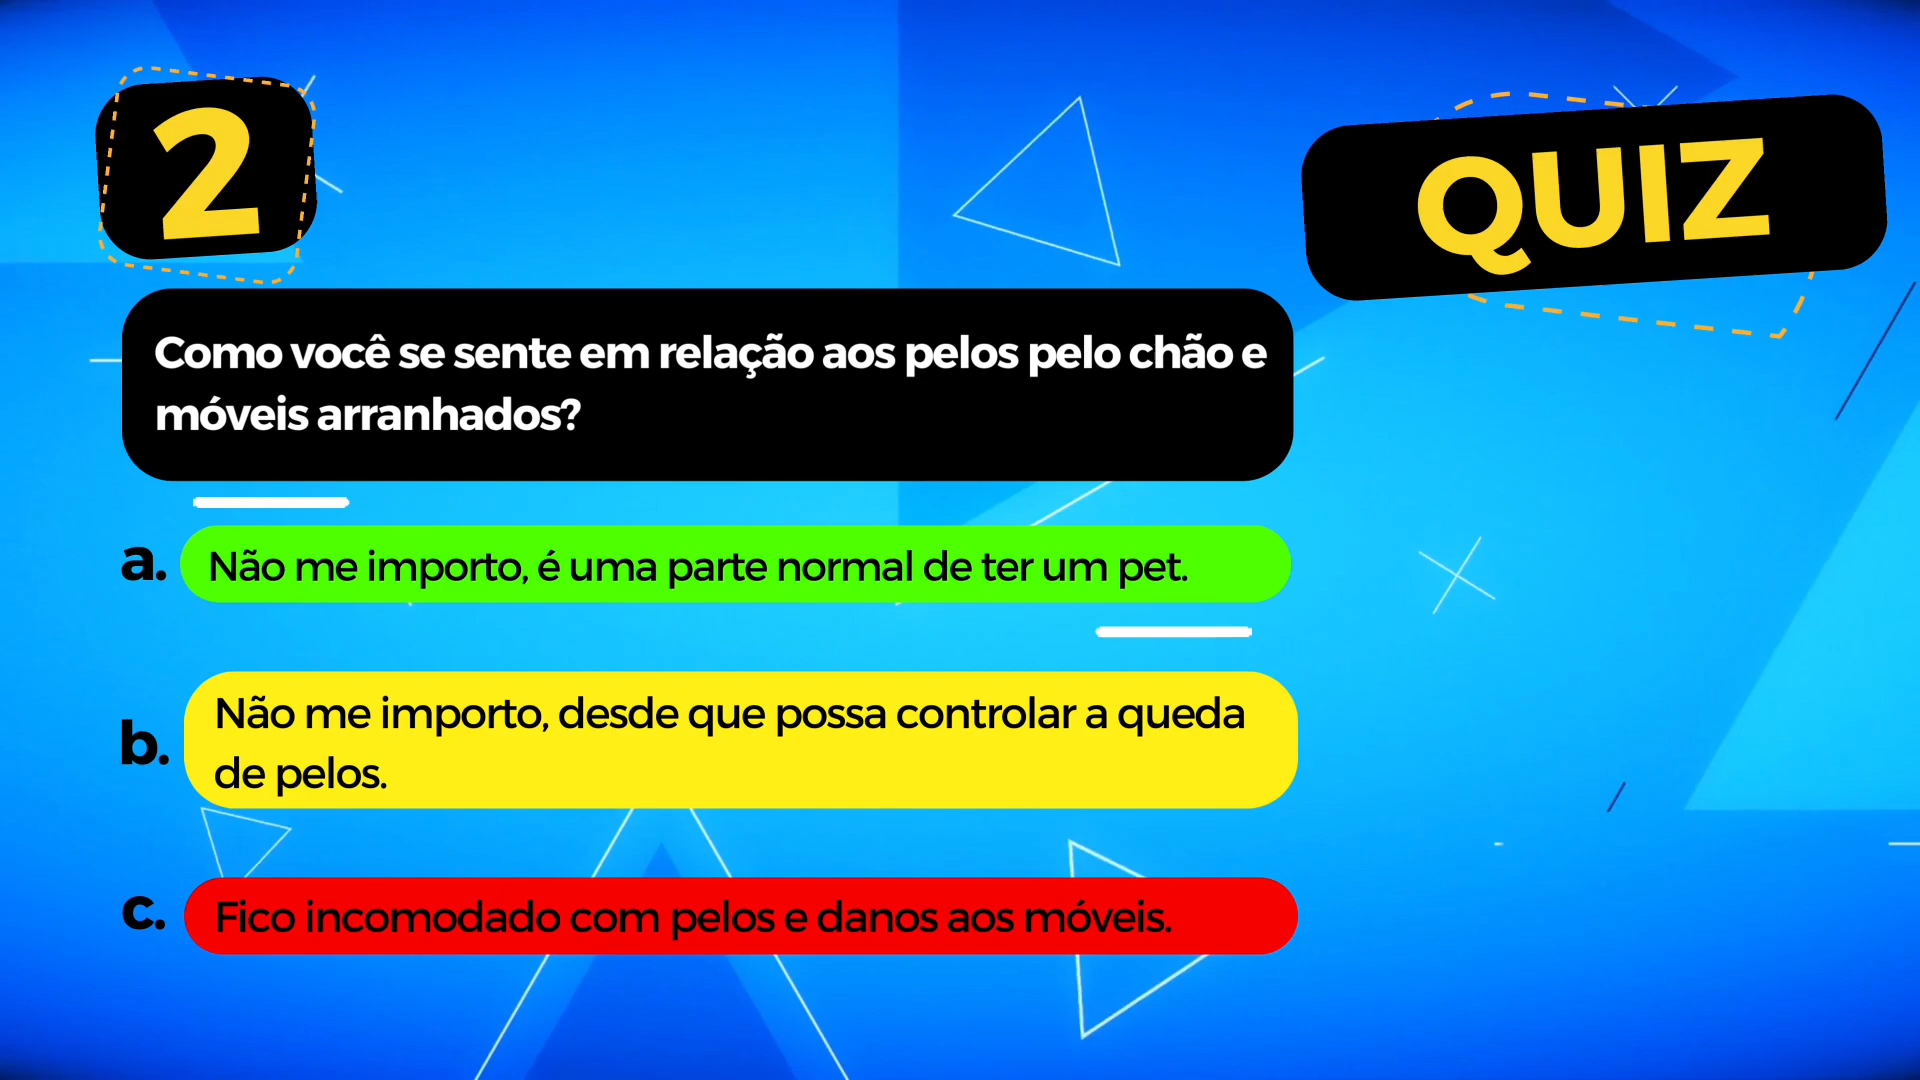 2
QUIZ
Como você se sente em relação aos pelos pelo chão e
móveis arranhados?
a. Não me importo, é uma parte normal de ter um pet.
b. Não me importo, desde que possa controlar a queda
de pelos.
c. Fico incomodado com pelos e danos aos móveis.